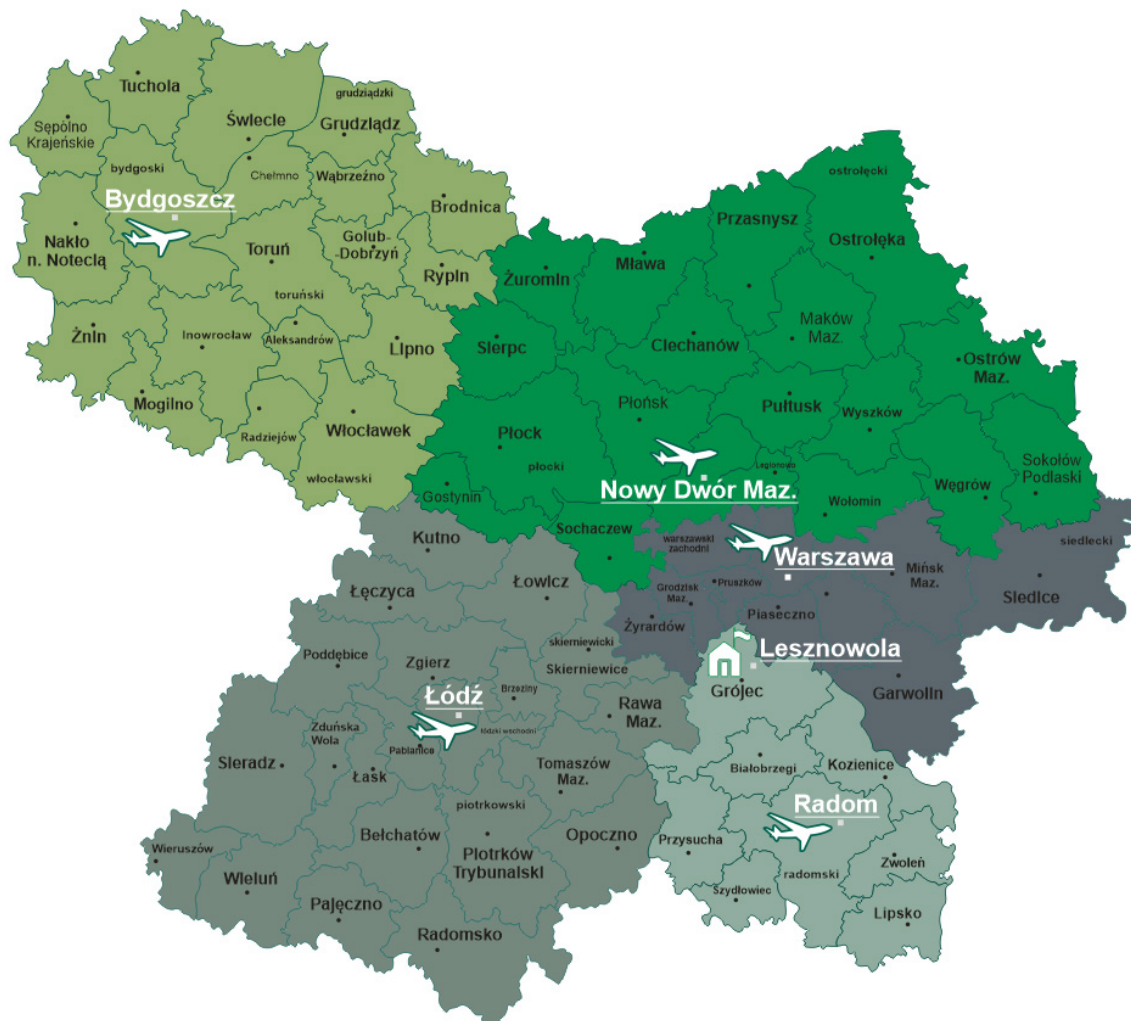 Tuchola
Sępólno
Krajeńskie
Świecie
grudziądzki
Grudziądz
bydgoski
Chełmno
Wąbrzeźno
Bydgoszcz
Brodnica
Nakło
n. Notecią
Toruń
Golub-
Dobrzyń
Rypin
toruński
Żnin
Inowrocław
Aleksandrów
Lipno
Mogilno
Radziejów
Włocławek
włocławski
ostrołęcki
Przasnysz
Ostrołęka
Mława
Żuromin
Maków
Maz.
Sierpc
Ciechanów
Ostrów
Maz.
Płońsk
Pułtusk
Wyszków
Płock
płocki
Legionowo
Sokołów
Podlaski
Gostynin
Nowy Dwór Maz.
Węgrów
Wołomin
Sochaczew
warszawski
zachodni
Warszawa
siedlecki
Mińsk
Maz.
Pruszków
Grodzisk
Maz.
Siedlce
Piaseczno
Żyrardów
Lesznowola
Garwolin
Grójec
Kutno
Łowicz
Łęczyca
skierniewicki
Skierniewice
Poddębice
Zgierz
Brzeziny
Łódź
Rawa
Maz.
Zduńska
Wola
łódzki wschodni
Pabianice
Sieradz
Łask
Tomaszów
Maz.
piotrkowski
Bełchatów
Opoczno
Wieruszów
Piotrków
Trybunalski
Wieluń
Pajęczno
Radomsko
Białobrzegi
Kozienice
Radom
Przysucha
Zwoleń
radomski
Szydłowiec
Lipsko